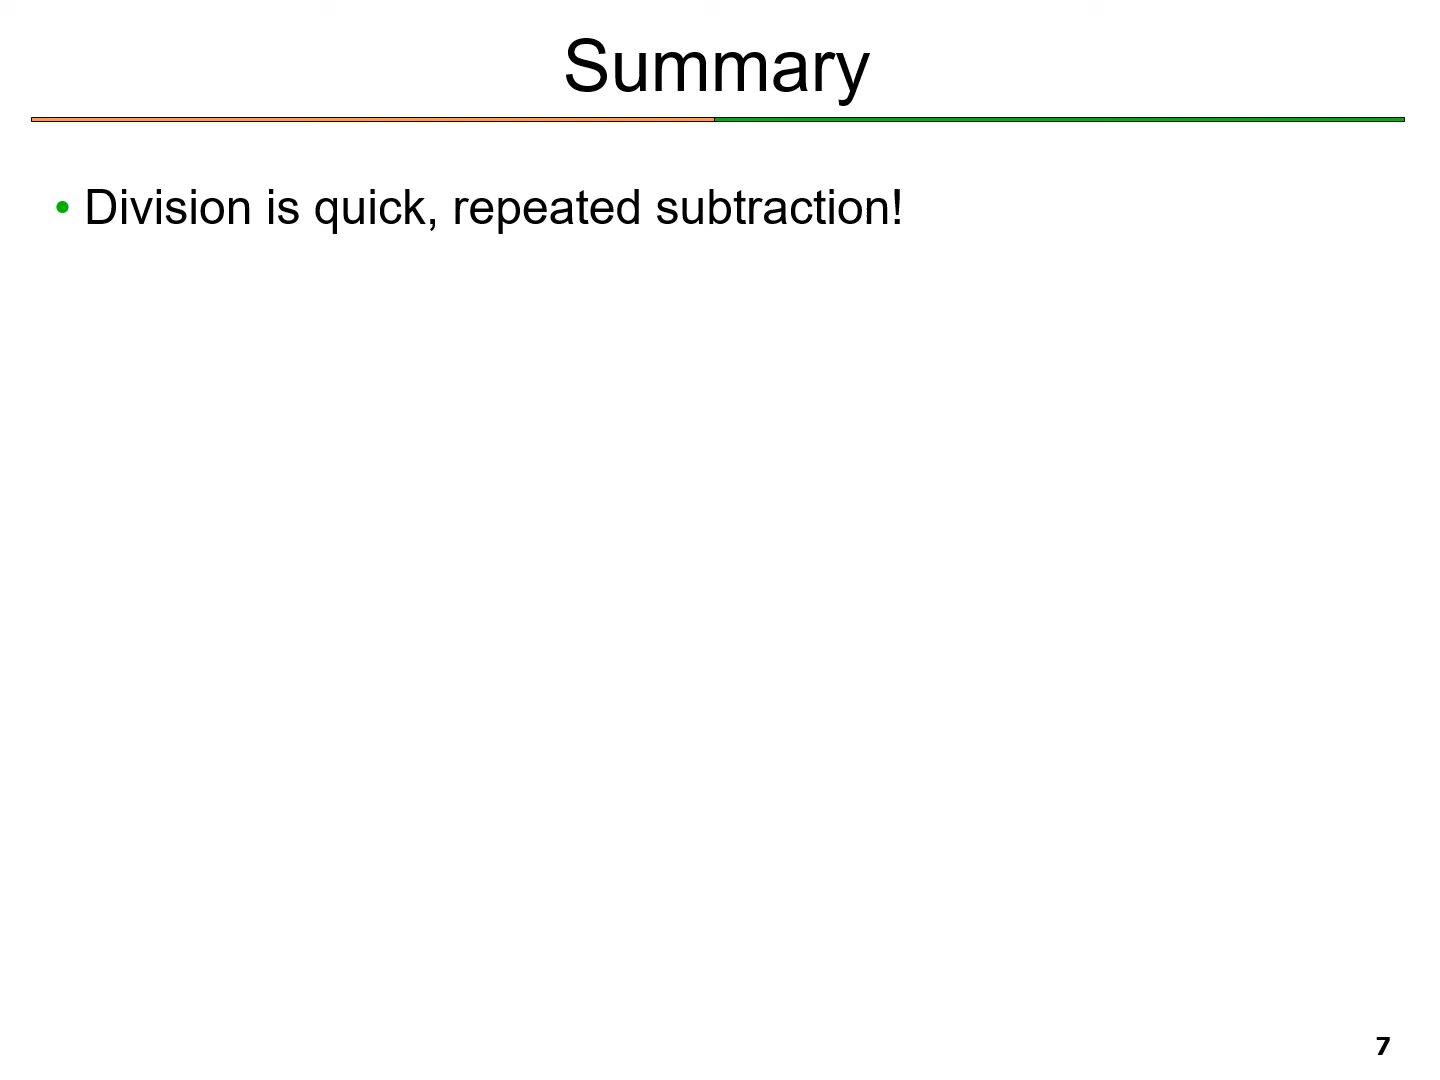 Summary
• Division is quick, repeated subtraction!
7